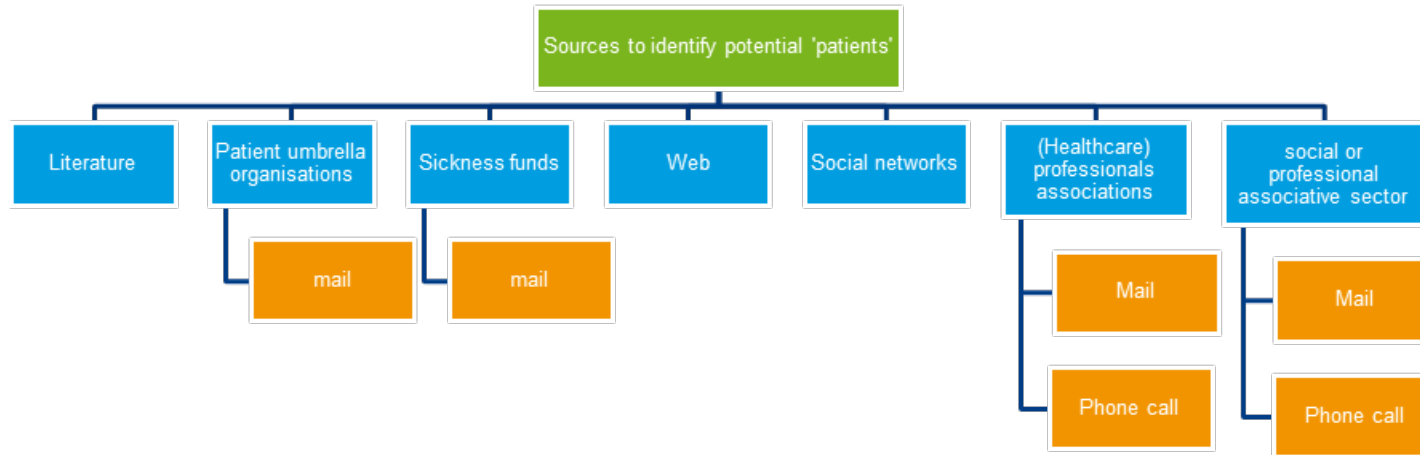 Sources to identify potential 'patients'
Literature
Patient umbrella
organisations
Sickness funds
Web
Social networks
(Healthcare)
professionals
associations
social or
professional
associative sector
mail
mail
Mail
Mail
Phone call
Phone call